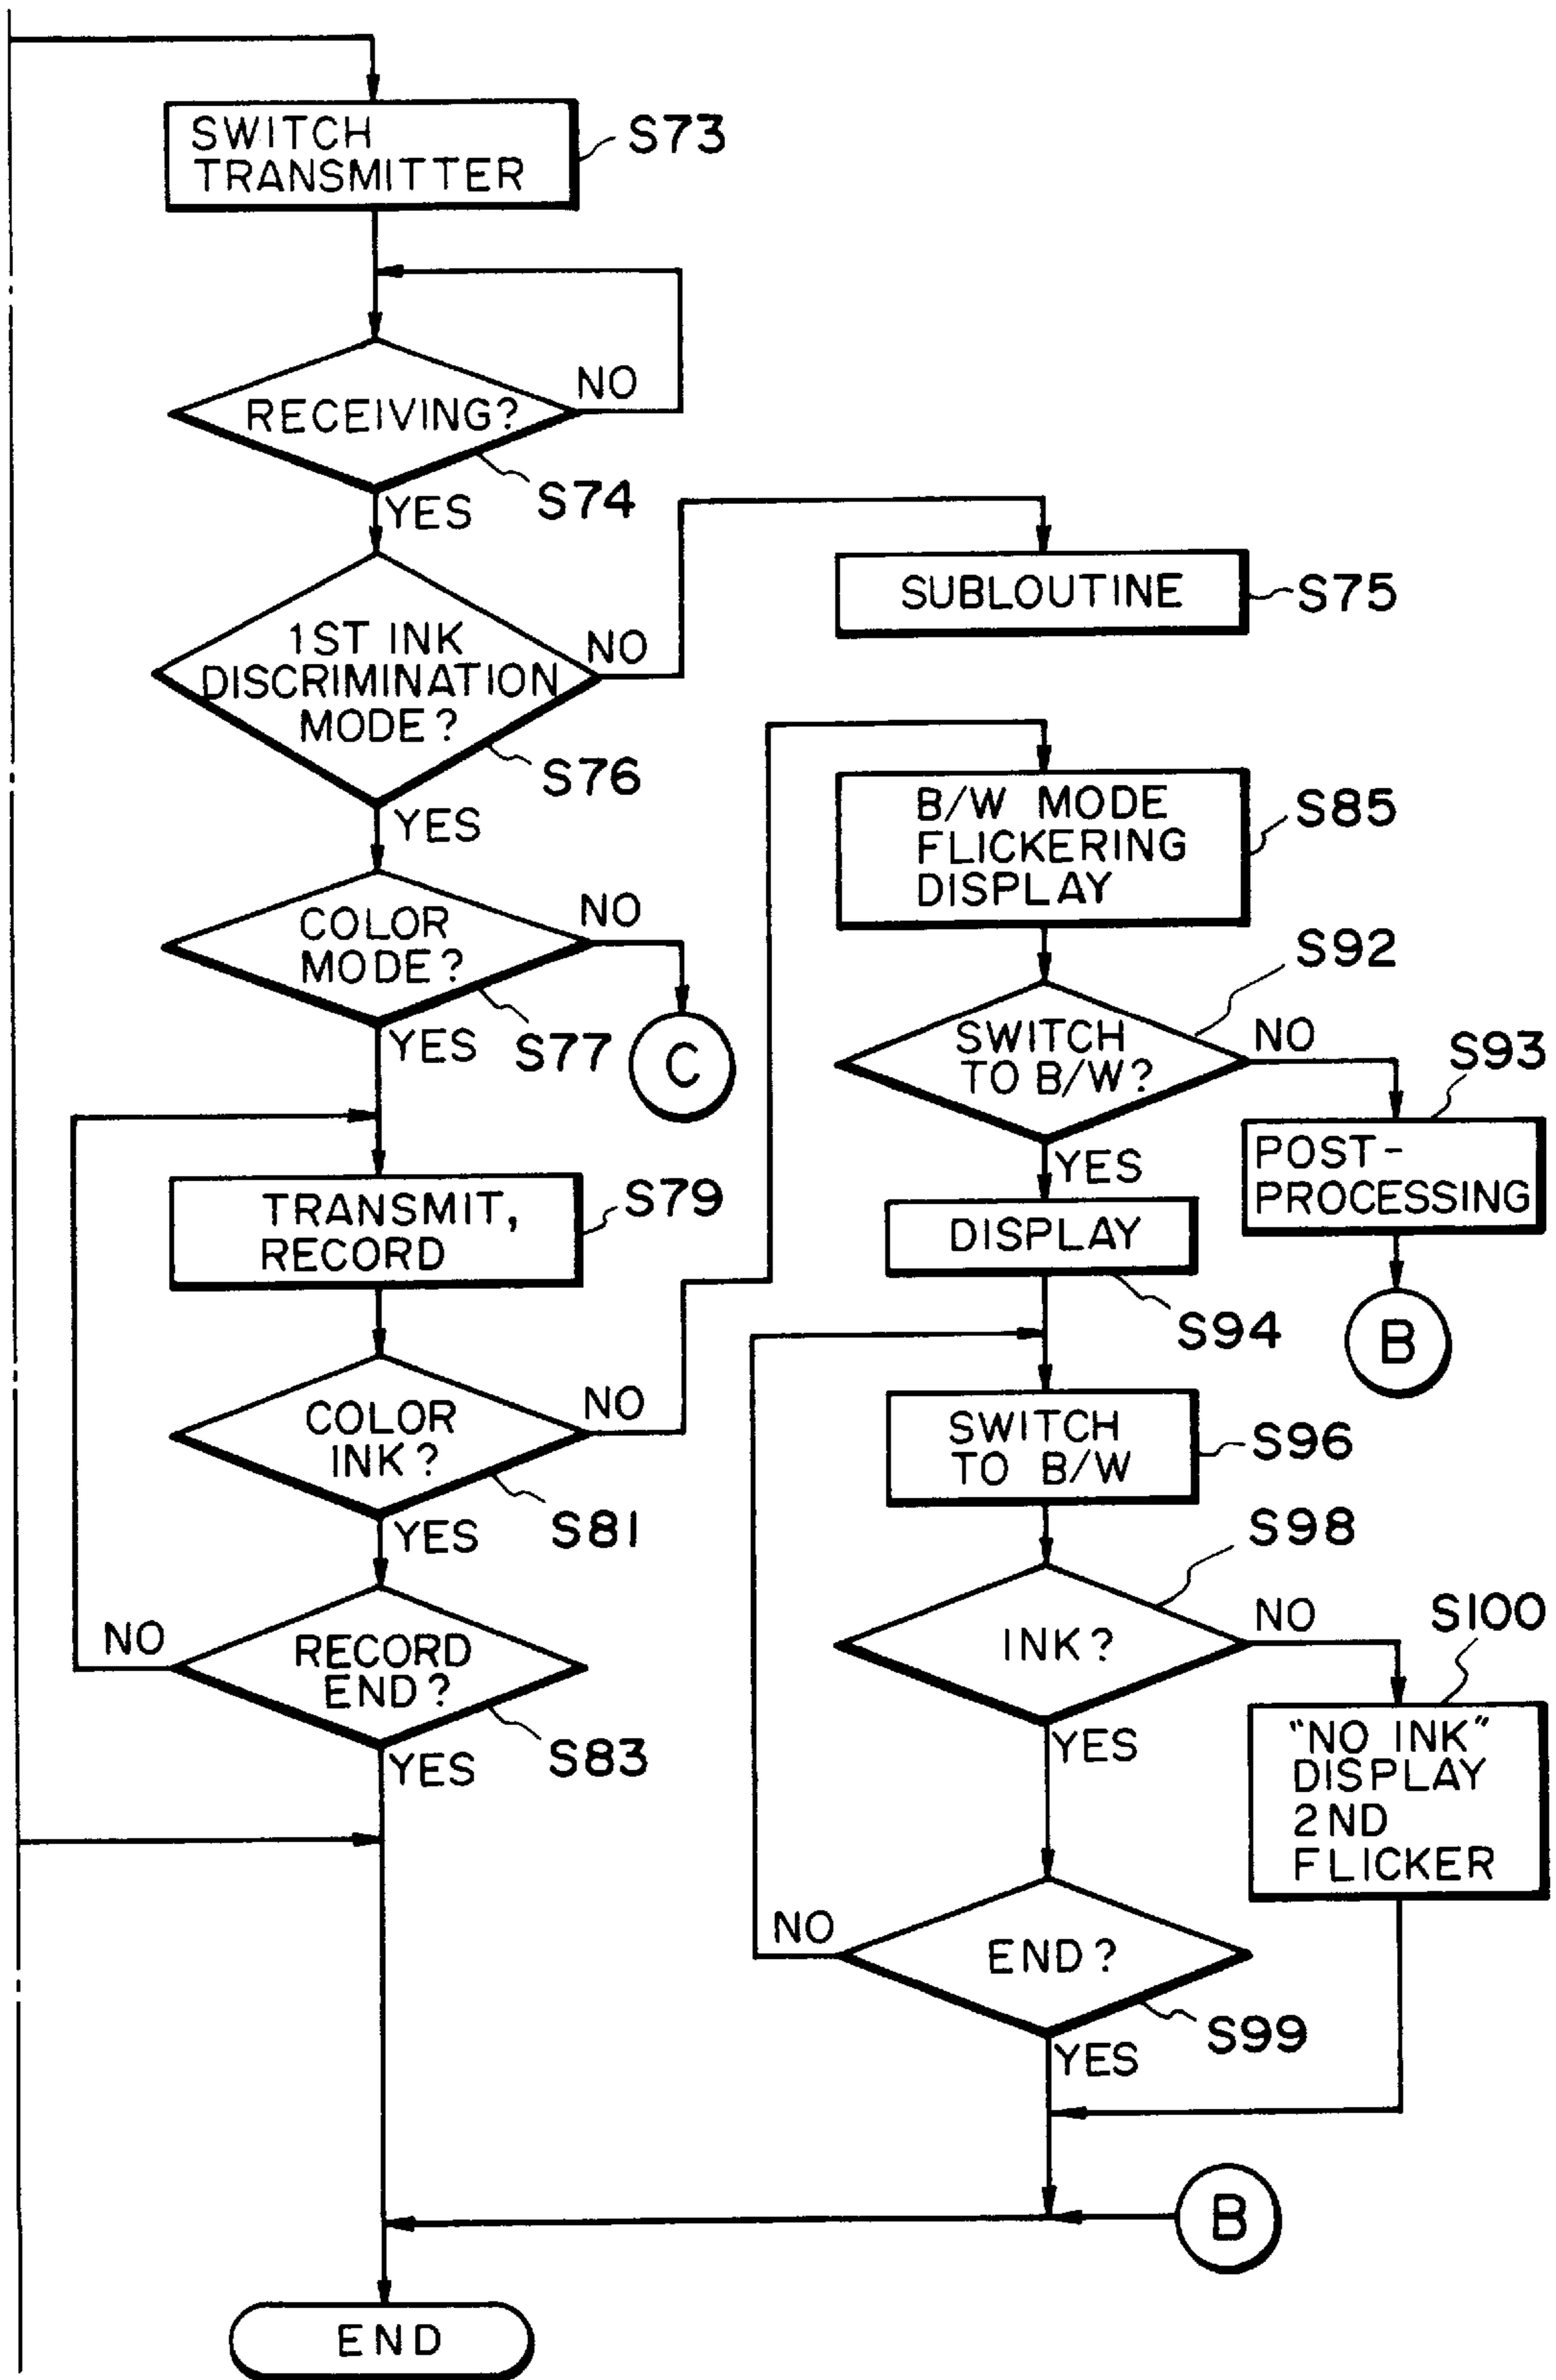 SWITCH
TRANSMITTER
S73
RECEIVING?
NO
S74
YES
1ST INK
DISCRIMINATION
MODE?
NO
S76
YES
SUBLOUTINE
S75
COLOR
MODE?
NO
S77
YES
C
TRANSMIT,
RECORD
S79
COLOR
INK?
NO
S81
YES
RECORD
END?
NO
S83
YES
B/W MODE
FLICKERING
DISPLAY
S85
SWITCH
TO B/W?
S92
NO
YES
POST-
PROCESSING
S93
B
DISPLAY
S94
SWITCH
TO B/W
S96
INK?
S98
NO
YES
"NO INK"
DISPLAY
2ND
FLICKER
S100
END?
NO
S99
YES
B
END